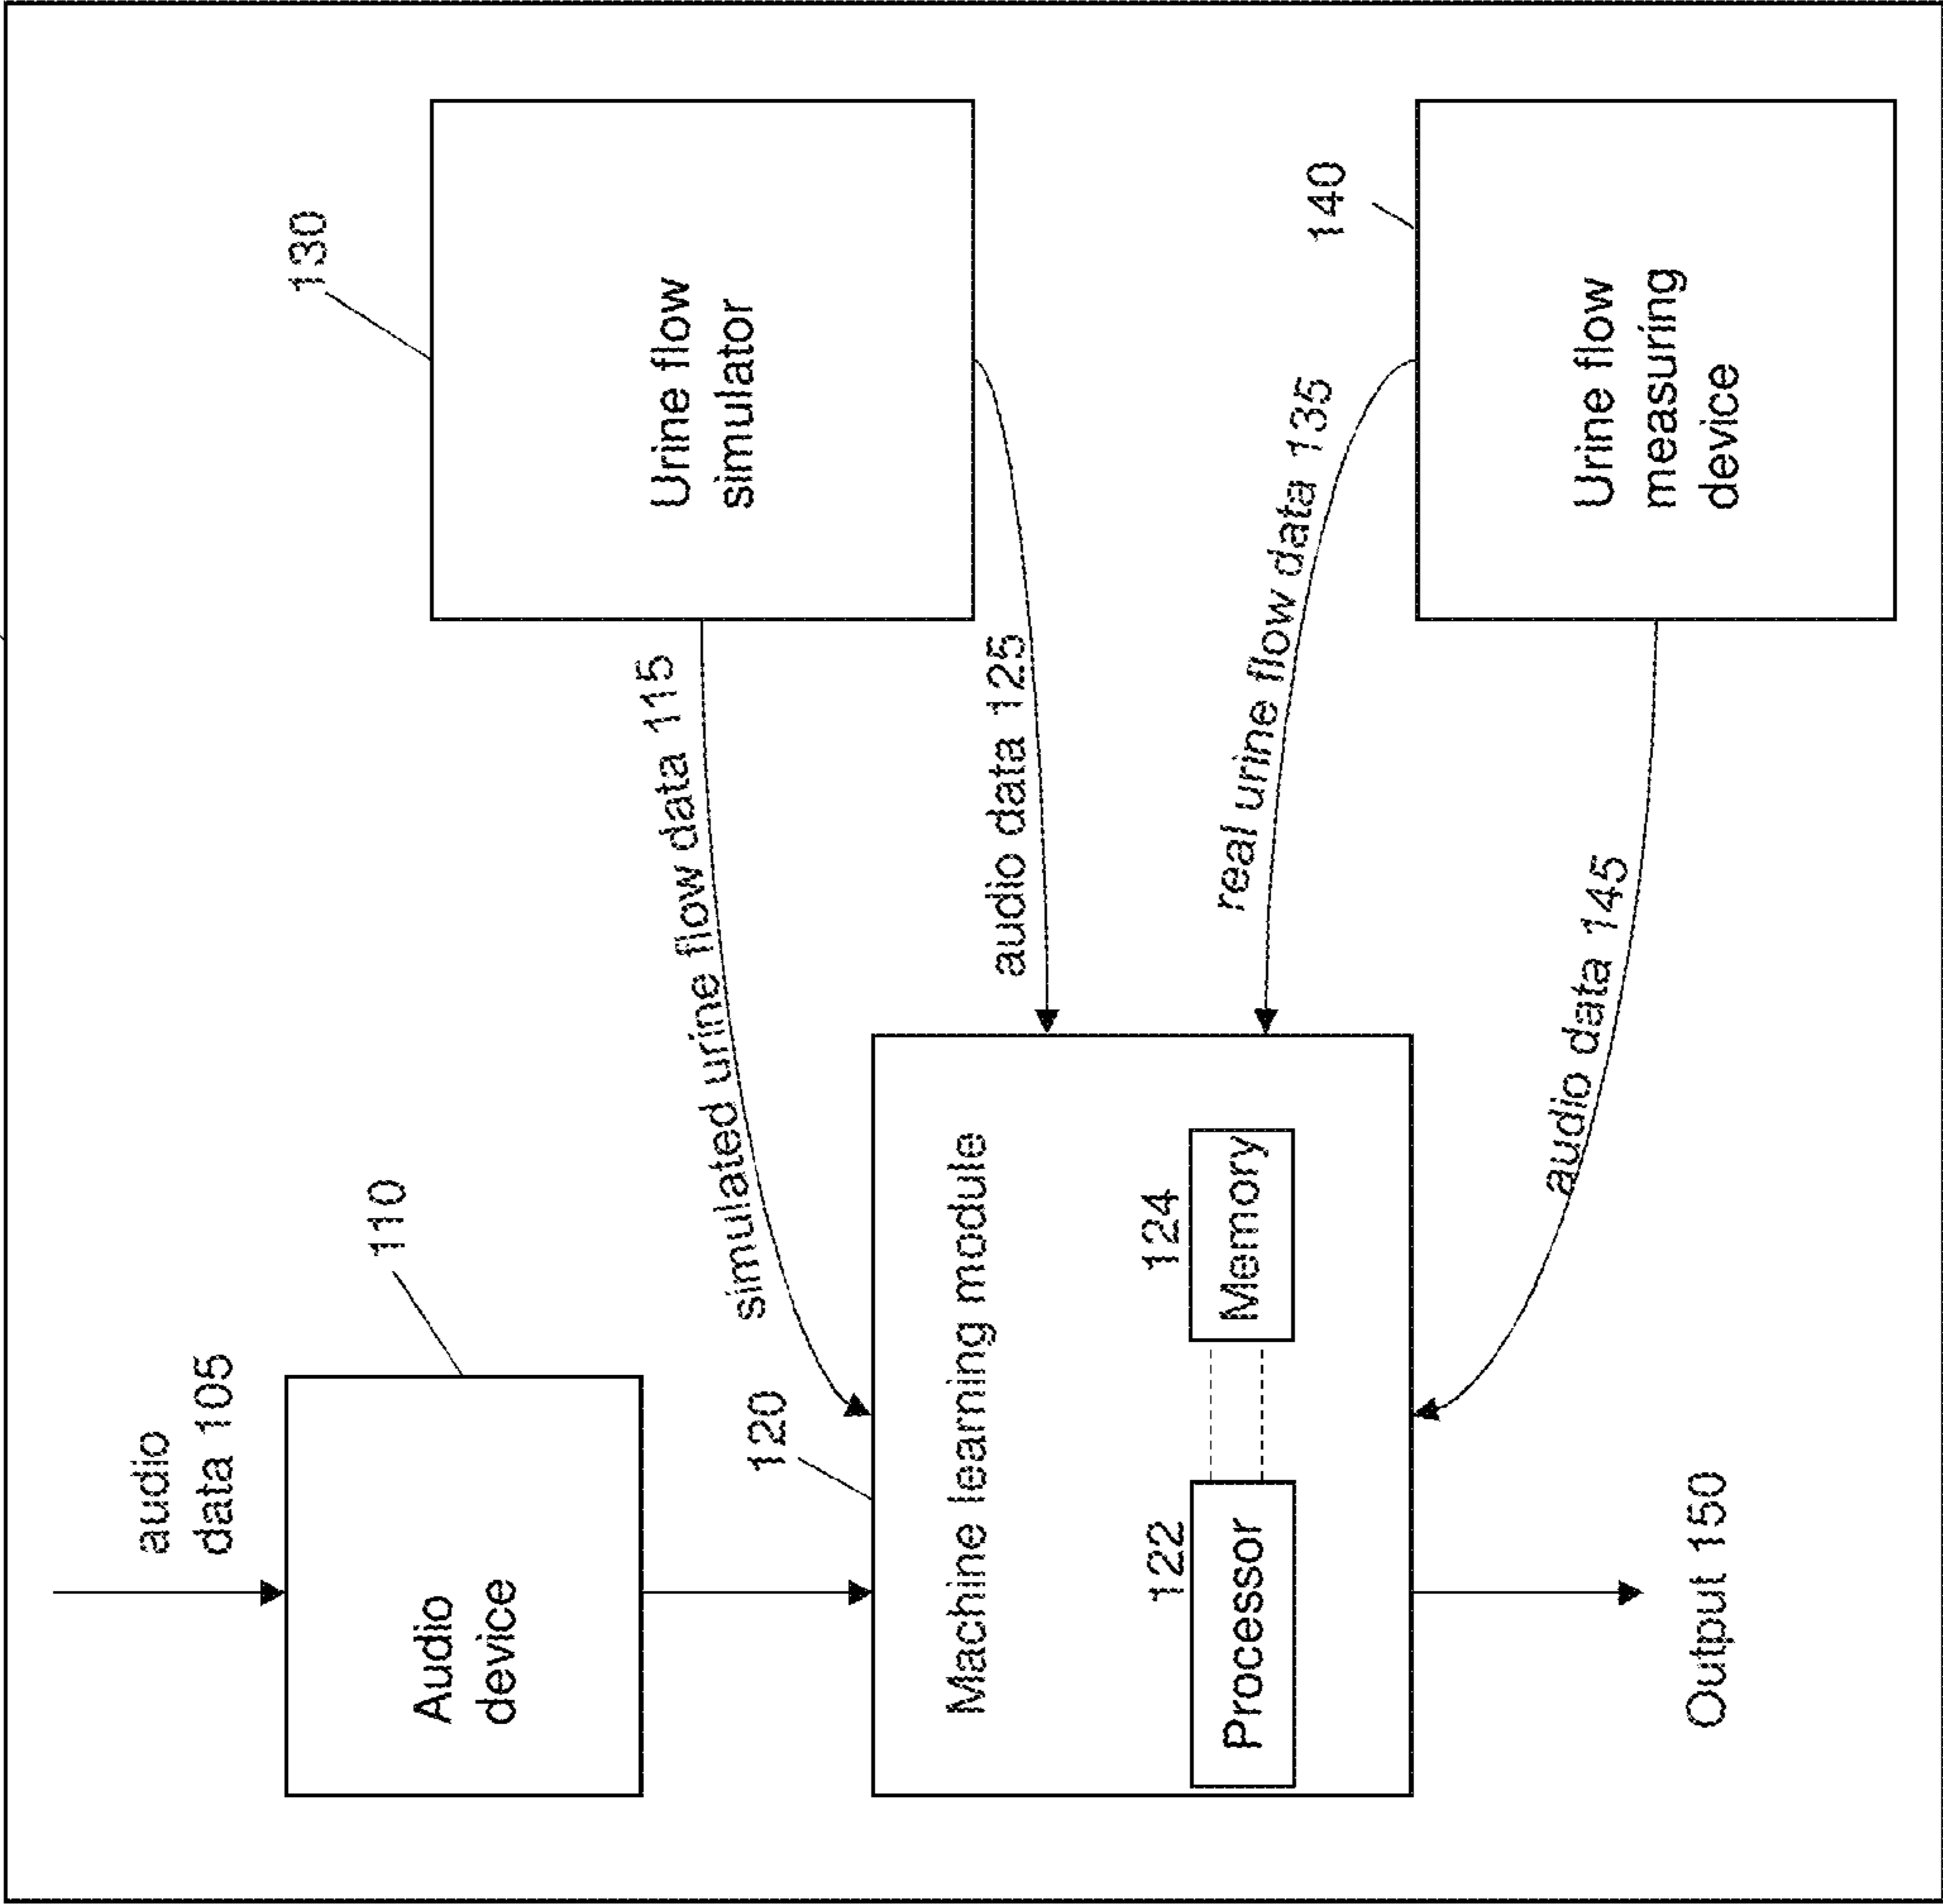 audio
data 105
110
Audio
device
130
Urine flow
simulator
simulated urine flow data 115
audio data 125
120
Machine learning module
122
Processor
124
Memory
real urine flow data 135
140
Urine flow
measuring
device
audio data 145
Output 150